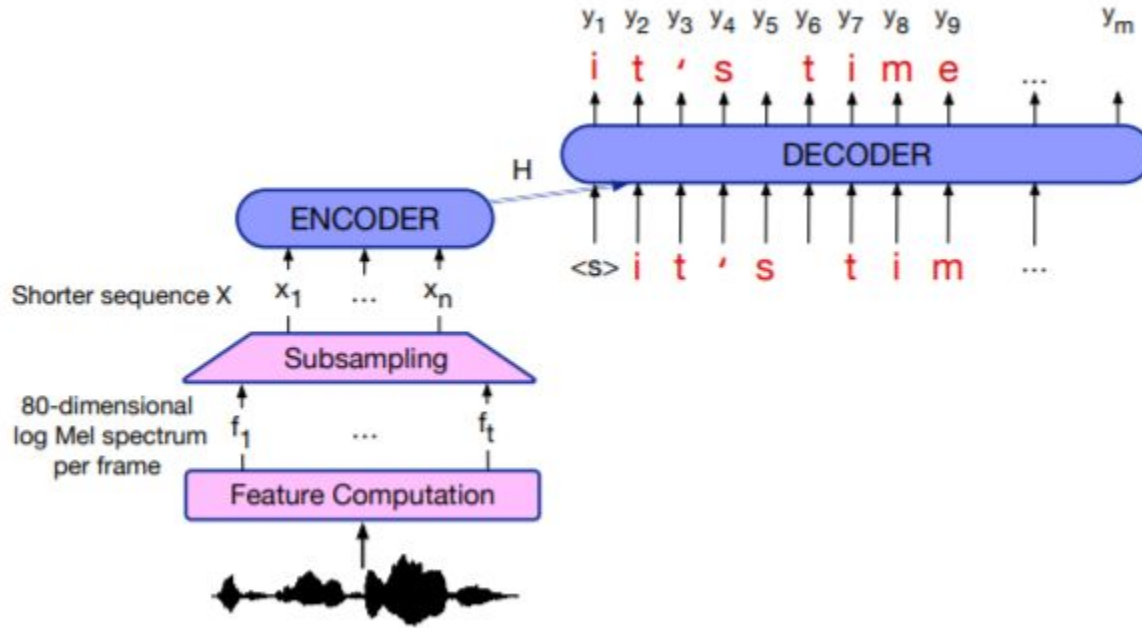 y1 y2 y3 y4 y5 y6 y7 y8 y9 ym
i t ' s t i m e ...
DECODER
H
ENCODER
<s> i t ' s t i m ...
Shorter sequence X
x1 ... xn
Subsampling
80-dimensional
log Mel spectrum
per frame
f1 ... ft
Feature Computation